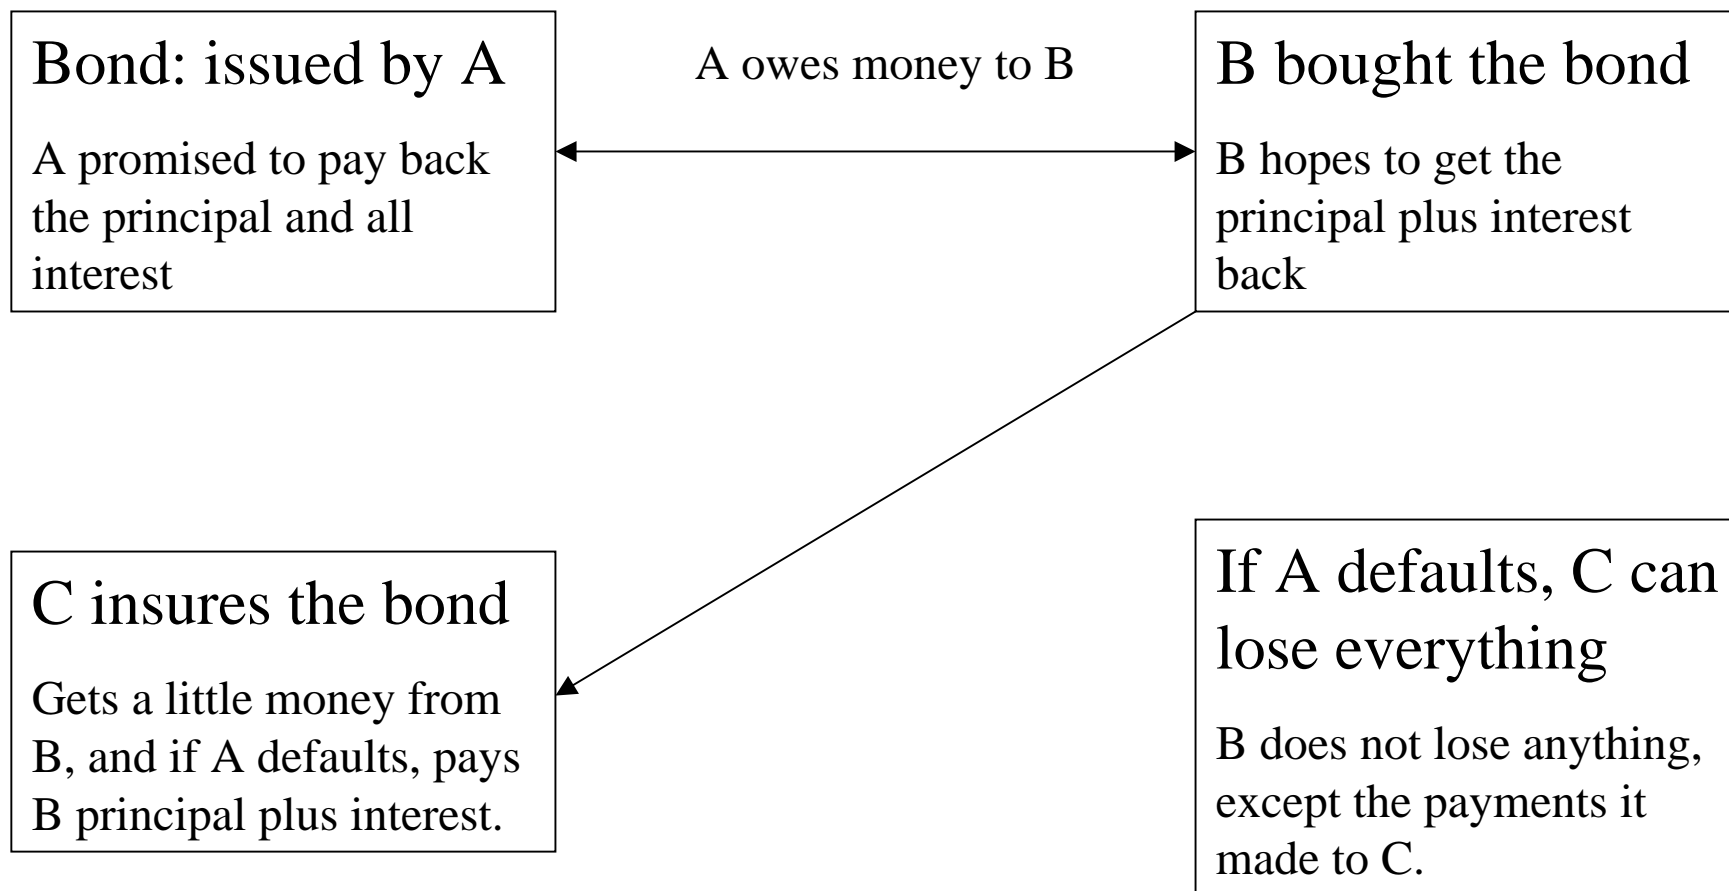 Bond: issued by A
A promised to pay back
the principal and all
interest
A owes money to B
B bought the bond
B hopes to get the
principal plus interest
back
C insures the bond
Gets a little money from
B, and if A defaults, pays
B principal plus interest.
If A defaults, C can
lose everything
B does not lose anything,
except the payments it
made to C.